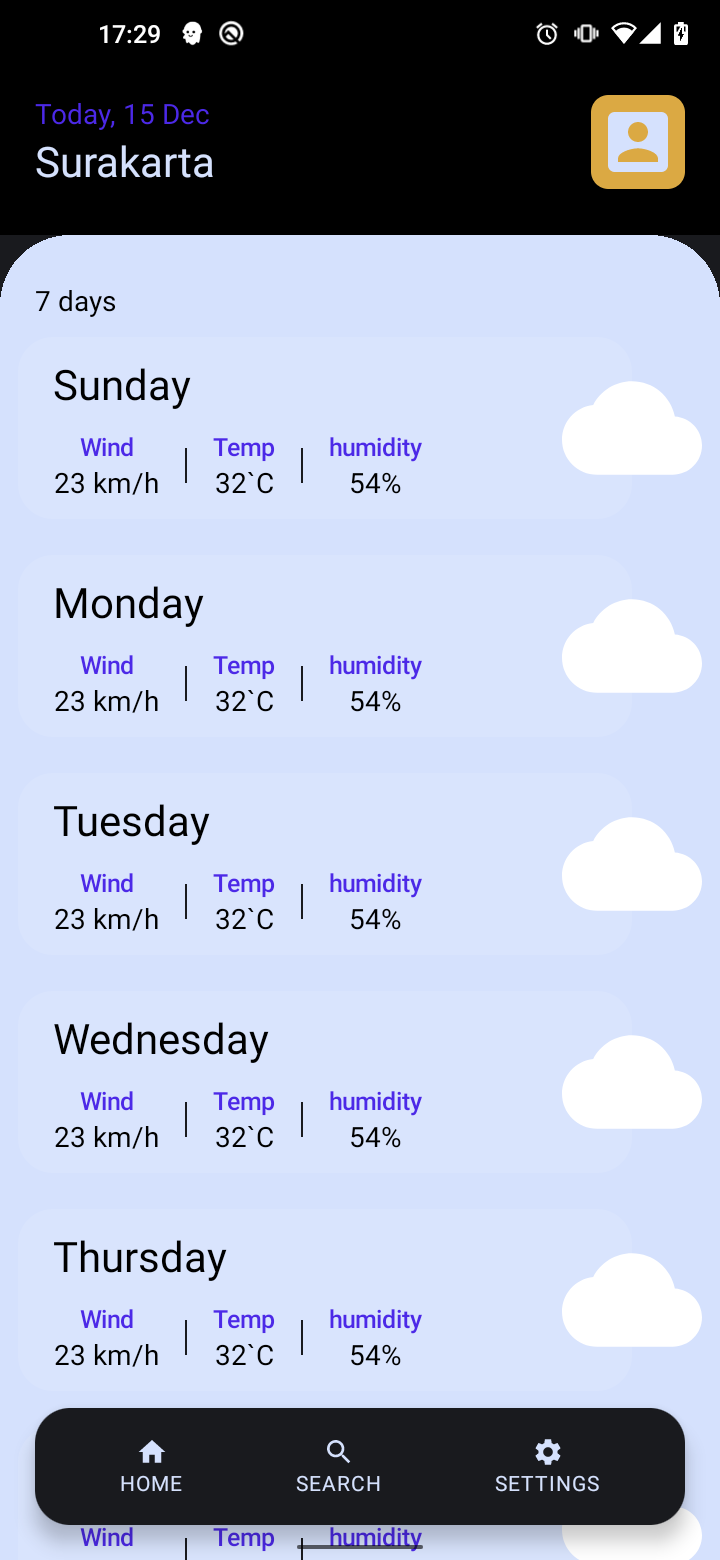 17:29
Today, 15 Dec
Surakarta
7 days
Sunday
Wind Temp humidity
23 km/h 32`C 54%
Monday
Wind Temp humidity
23 km/h 32`C 54%
Tuesday
Wind Temp humidity
23 km/h 32`C 54%
Wednesday
Wind Temp humidity
23 km/h 32`C 54%
Thursday
Wind Temp humidity
23 km/h 32`C 54%
HOME SEARCH SETTINGS
Wind Temp humidity